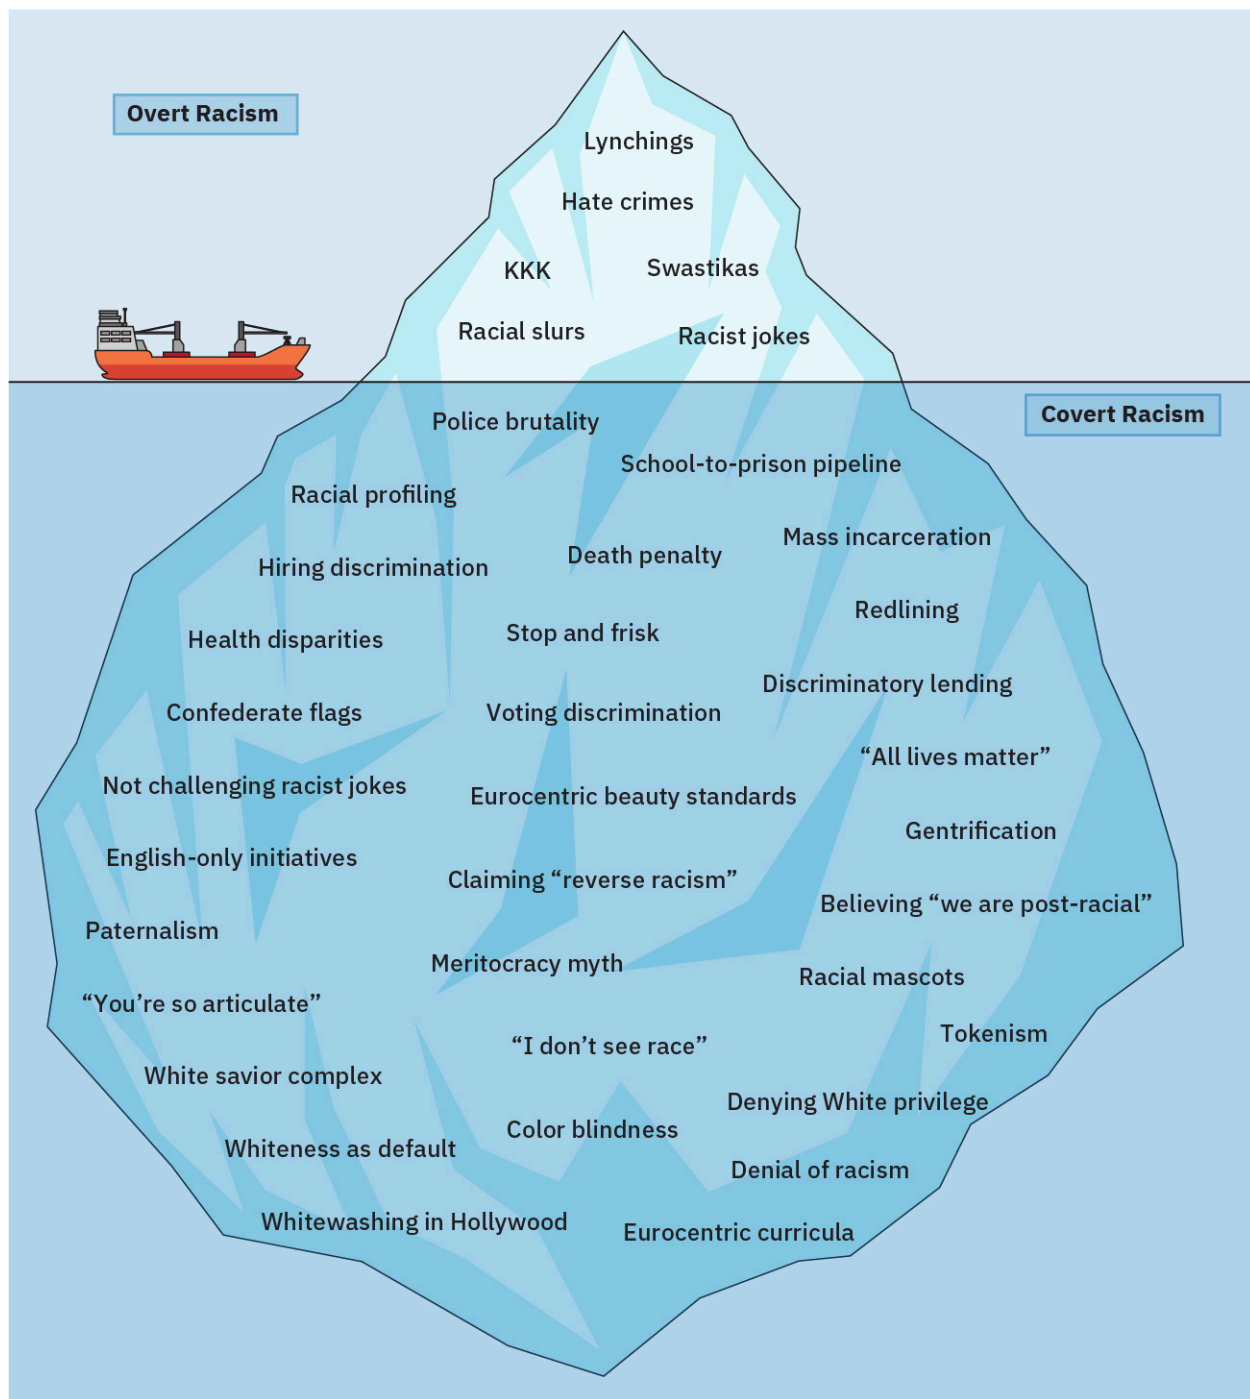 Overt Racism
Lynchings
Hate crimes
KKK
Swastikas
Racial slurs
Racist jokes
Covert Racism
Police brutality
School-to-prison pipeline
Racial profiling
Mass incarceration
Death penalty
Hiring discrimination
Redlining
Stop and frisk
Health disparities
Discriminatory lending
Confederate flags
Voting discrimination
“All lives matter”
Not challenging racist jokes
Eurocentric beauty standards
Gentrification
English-only initiatives
Claiming “reverse racism”
Believing “we are post-racial”
Paternalism
Meritocracy myth
Racial mascots
“You’re so articulate”
Tokenism
“I don’t see race”
White savior complex
Denying White privilege
Color blindness
Whiteness as default
Denial of racism
Whitewashing in Hollywood
Eurocentric curricula